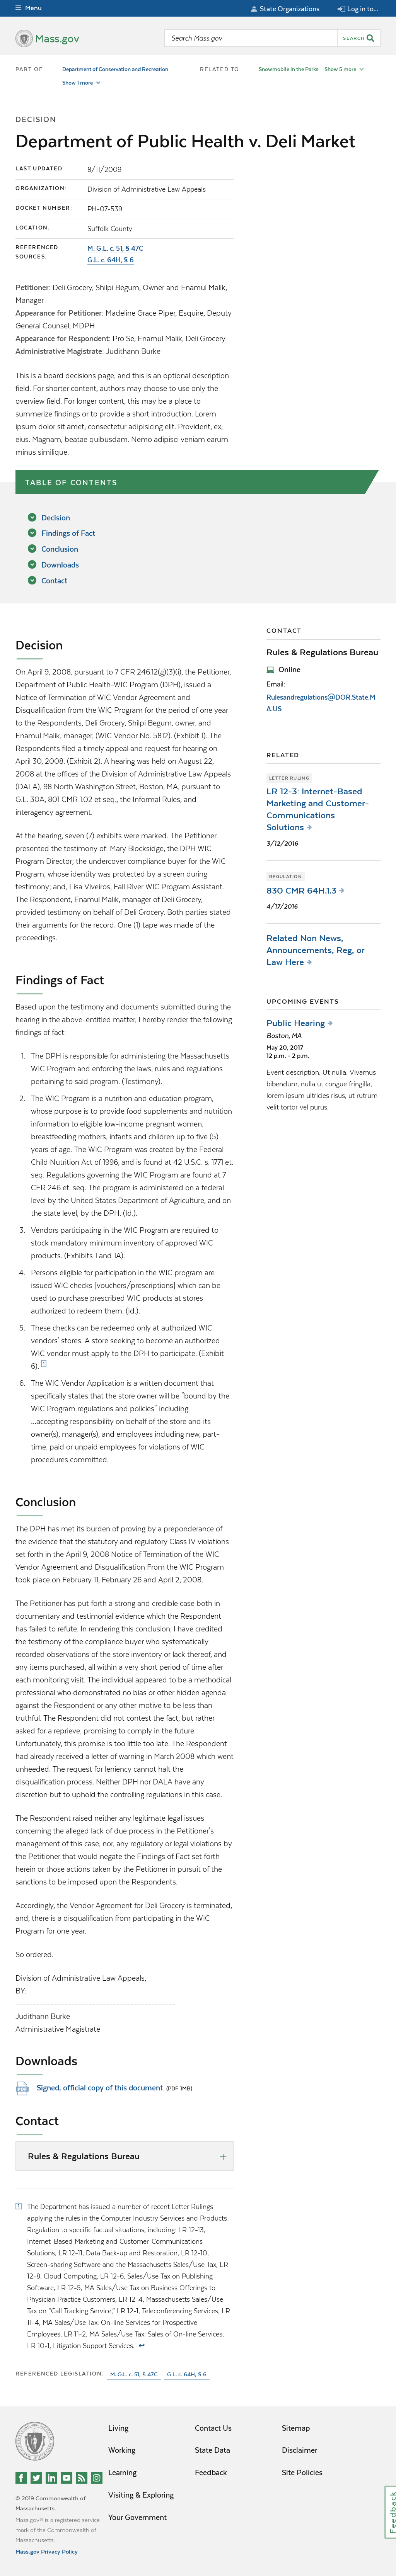 Menu
State Organizations
Log in to...
Mass.gov
Search Mass.gov
SEARCH
PART OF
Department of Conservation and Recreation
Show 1 more
RELATED TO
Snowmobile in the Parks
Show 5 more
DECISION
Department of Public Health v. Deli Market
LAST UPDATED:
8/11/2009
ORGANIZATION:
Division of Administrative Law Appeals
DOCKET NUMBER:
PH-07-539
LOCATION:
Suffolk County
REFERENCED
SOURCES:
M. G.L. c. 51, § 47C
G.L. c. 64H, § 6
Petitioner: Deli Grocery, Shilpi Begum, Owner and Enamul Malik,
Manager
Appearance for Petitioner: Madeline Grace Piper, Esquire, Deputy
General Counsel, MDPH
Appearance for Respondent: Pro Se, Enamul Malik, Deli Grocery
Administrative Magistrate: Judithann Burke
This is a board decisions page, and this is an optional description
field. For shorter content, authors may choose to use only the
overview field. For longer content, this may be a place to
summarize findings or to provide a short introduction. Lorem
ipsum dolor sit amet, consectetur adipisicing elit. Provident, ex,
eius. Magnam, beatae quibusdam. Nemo adipisci veniam earum
minus similique.
TABLE OF CONTENTS
Decision
Findings of Fact
Conclusion
Downloads
Contact
Decision
On April 9, 2008, pursuant to 7 CFR 246.12(g)(3)(i), the Petitioner,
Department of Public Health-WIC Program (DPH), issued a
Notice of Termination of WIC Vendor Agreement and
Disqualification from the WIC Program for the period of one year
to the Respondents, Deli Grocery, Shilpi Begum, owner, and
Enamul Malik, manager, (WIC Vendor No. 5812). (Exhibit 1). The
Respondents filed a timely appeal and request for hearing on
April 30, 2008. (Exhibit 2). A hearing was held on August 22,
2008 at the offices of the Division of Administrative Law Appeals
(DALA), 98 North Washington Street, Boston, MA, pursuant to
G.L. 30A, 801 CMR 1.02 et seq., the Informal Rules, and
interagency agreement.
At the hearing, seven (7) exhibits were marked. The Petitioner
presented the testimony of: Mary Blocksidge, the DPH WIC
Program Director; the undercover compliance buyer for the WIC
Program, whose identity was protected by a screen during
testimony; and, Lisa Viveiros, Fall River WIC Program Assistant.
The Respondent, Enamul Malik, manager of Deli Grocery,
provided testimony on behalf of Deli Grocery. Both parties stated
their arguments for the record. One (1) tape was made of the
proceedings.
Findings of Fact
Based upon the testimony and documents submitted during the
hearing in the above-entitled matter, I hereby render the following
findings of fact:
1. The DPH is responsible for administering the Massachusetts
WIC Program and enforcing the laws, rules and regulations
pertaining to said program. (Testimony).
2. The WIC Program is a nutrition and education program,
whose purpose is to provide food supplements and nutrition
information to eligible low-income pregnant women,
breastfeeding mothers, infants and children up to five (5)
years of age. The WIC Program was created by the Federal
Child Nutrition Act of 1996, and is found at 42 U.S.C. s. 1771 et.
seq. Regulations governing the WIC Program are found at 7
CFR 246 et. seq. The program is administered on a federal
level by the United States Department of Agriculture, and on
the state level, by the DPH. (Id.).
3. Vendors participating in the WIC Program are required to
stock mandatory minimum inventory of approved WIC
products. (Exhibits 1 and 1A).
4. Persons eligible for participation in the WIC program are
issued WIC checks [vouchers/prescriptions] which can be
used to purchase prescribed WIC products at stores
authorized to redeem them. (Id.).
5. These checks can be redeemed only at authorized WIC
vendors' stores. A store seeking to become an authorized
WIC vendor must apply to the DPH to participate. (Exhibit
6). 1
6. The WIC Vendor Application is a written document that
specifically states that the store owner will be "bound by the
WIC Program regulations and policies" including:
...accepting responsibility on behalf of the store and its
owner(s), manager(s), and employees including new, part-
time, paid or unpaid employees for violations of WIC
procedures committed.
Conclusion
The DPH has met its burden of proving by a preponderance of
the evidence that the statutory and regulatory Class IV violations
set forth in the April 9, 2008 Notice of Termination of the WIC
Vendor Agreement and Disqualification From the WIC Program
took place on February 11, February 26 and April 2, 2008.
The Petitioner has put forth a strong and credible case both in
documentary and testimonial evidence which the Respondent
has failed to refute. In rendering this conclusion, I have credited
the testimony of the compliance buyer who systematically
recorded observations of the store inventory or lack thereof, and
any items purchased, all within a very short period of time after
each monitoring visit. The individual appeared to be a methodical
professional who demonstrated no bias or other hidden agenda
against the Respondent or any other motive to be less than
truthful. The Respondent did not contest the fact, but rather
asked for a reprieve, promising to comply in the future.
Unfortunately, this promise is too little too late. The Respondent
had already received a letter of warning in March 2008 which went
unheeded. The request for leniency cannot halt the
disqualification process. Neither DPH nor DALA have any
discretion but to uphold the controlling regulations in this case.
The Respondent raised neither any legitimate legal issues
concerning the alleged lack of due process in the Petitioner's
management of this case, nor, any regulatory or legal violations by
the Petitioner that would negate the Findings of Fact set forth
herein or those actions taken by the Petitioner in pursuit of the
sanctions to be imposed upon the Respondents.
Accordingly, the Vendor Agreement for Deli Grocery is terminated,
and, there is a disqualification from participating in the WIC
Program for one year.
So ordered.
Division of Administrative Law Appeals,
BY:
----------------------------------------------
Judithann Burke
Administrative Magistrate
Downloads
PDF
Signed, official copy of this document (PDF 1MB)
Contact
Rules & Regulations Bureau
1 The Department has issued a number of recent Letter Rulings
applying the rules in the Computer Industry Services and Products
Regulation to specific factual situations, including: LR 12-13,
Internet-Based Marketing and Customer-Communications
Solutions, LR 12-11, Data Back-up and Restoration, LR 12-10,
Screen-sharing Software and the Massachusetts Sales/Use Tax, LR
12-8, Cloud Computing, LR 12-6, Sales/Use Tax on Publishing
Software, LR 12-5, MA Sales/Use Tax on Business Offerings to
Physician Practice Customers, LR 12-4, Massachusetts Sales/Use
Tax on "Call Tracking Service," LR 12-1, Teleconferencing Services, LR
11-4, MA Sales/Use Tax: On-line Services for Prospective
Employees, LR 11-2, MA Sales/Use Tax: Sales of On-line Services,
LR 10-1, Litigation Support Services. ↩
REFERENCED LEGISLATION:
M. G.L. c. 51, § 47C
G.L. c. 64H, § 6
CONTACT
Rules & Regulations Bureau
Online
Email:
Rulesandregulations@DOR.State.M
A.US
RELATED
LETTER RULING
LR 12-3: Internet-Based
Marketing and Customer-
Communications
Solutions
3/12/2016
REGULATION
830 CMR 64H.1.3
4/17/2016
Related Non News,
Announcements, Reg, or
Law Here
UPCOMING EVENTS
Public Hearing
Boston, MA
May 20, 2017
12 p.m. - 2 p.m.
Event description. Ut nulla. Vivamus
bibendum, nulla ut congue fringilla,
lorem ipsum ultricies risus, ut rutrum
velit tortor vel purus.
© 2019 Commonwealth of
Massachusetts.
Mass.gov® is a registered service
mark of the Commonwealth of
Massachusetts.
Mass.gov Privacy Policy
Living
Working
Learning
Visiting & Exploring
Your Government
Contact Us
State Data
Feedback
Sitemap
Disclaimer
Site Policies
Feedback